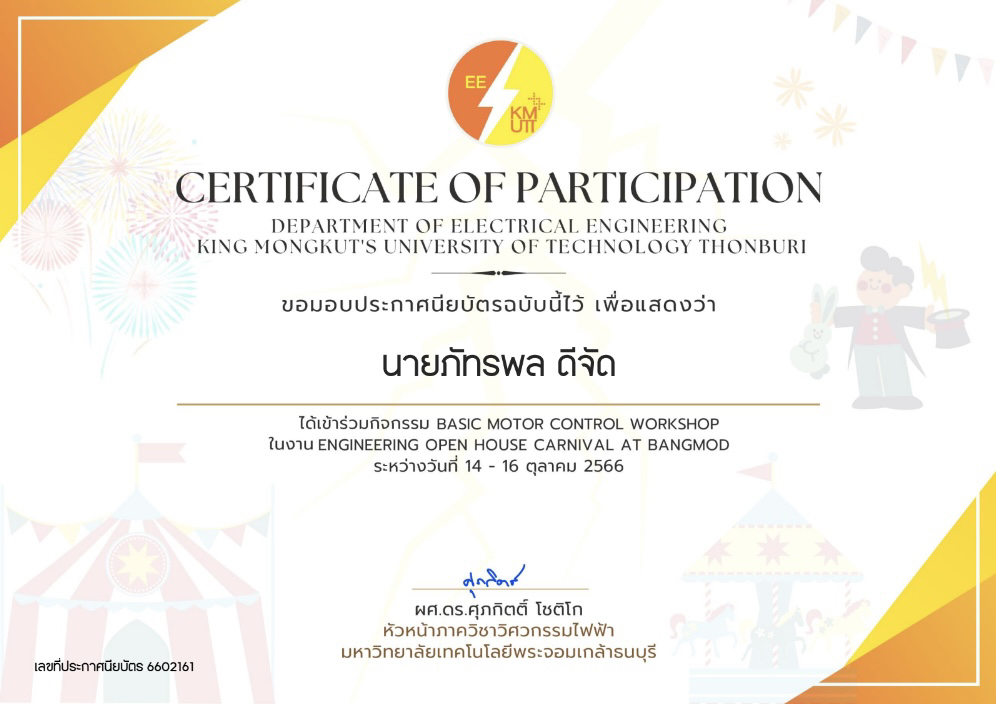 EE
KM
UTT
CERTIFICATE OF PARTICIPATION
DEPARTMENT OF ELECTRICAL ENGINEERING
KING MONGKUT'S UNIVERSITY OF TECHNOLOGY THONBURI
ขอมอบประกาศนียบัตรฉบับนี้ไว้ เพื่อแสดงว่า
นายภัทรพล ดีจัด
ได้เข้าร่วมกิจกรรม BASIC MOTOR CONTROL WORKSHOP
ในงาน ENGINEERING OPEN HOUSE CARNIVAL AT BANGMOD
ระหว่างวันที่ 14 - 16 ตุลาคม 2566
ศุภกิตติ์
ผศ.ดร.ศุภกิตติ์ โชติโก
หัวหน้าภาควิชาวิศวกรรมไฟฟ้า
มหาวิทยาลัยเทคโนโลยีพระจอมเกล้าธนบุรี
เลขที่ประกาศนียบัตร 6602161